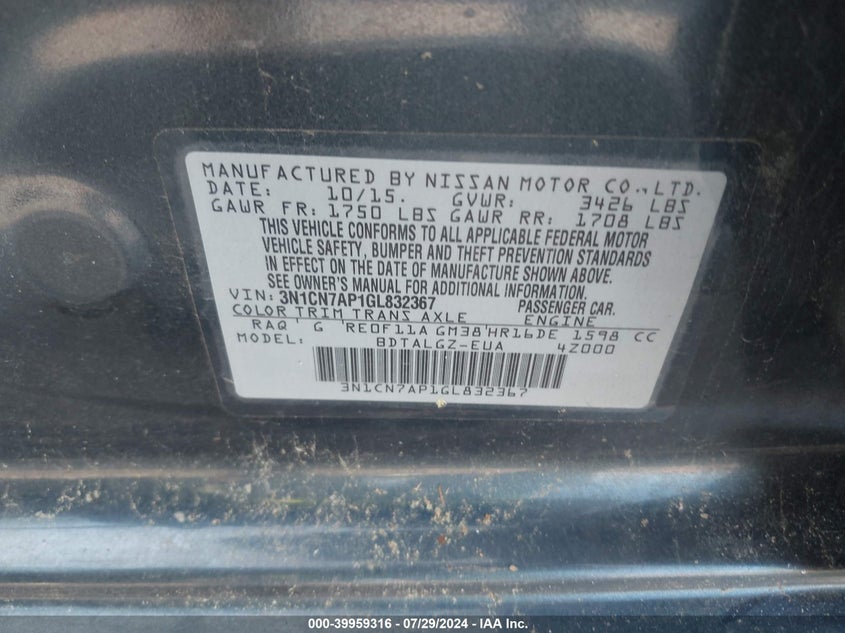 MANUFACTURED BY NISSAN MOTOR CO.,LTD.
DATE: 10/15. GVWR: 3426 LBS
GAWR FR: 1750 LBS GAWR RR: 1708 LBS
THIS VEHICLE CONFORMS TO ALL APPLICABLE FEDERAL MOTOR
VEHICLE SAFETY, BUMPER AND THEFT PREVENTION STANDARDS
IN EFFECT ON THE DATE OF MANUFACTURE SHOWN ABOVE.
SEE OWNER'S MANUAL FOR ADDITIONAL INFORMATION.
VIN: 3N1CN7AP1GL832367 PASSENGER CAR.
COLOR TRIM TRANS AXLE ENGINE
RAQ' G 'RE0F11A GM38'HR16DE 1598 CC
MODEL: BDTALGZ-EUA 4Z000
3N1CN7AP1GL832367
000-39959316 - 07/29/2024 - IAA Inc.